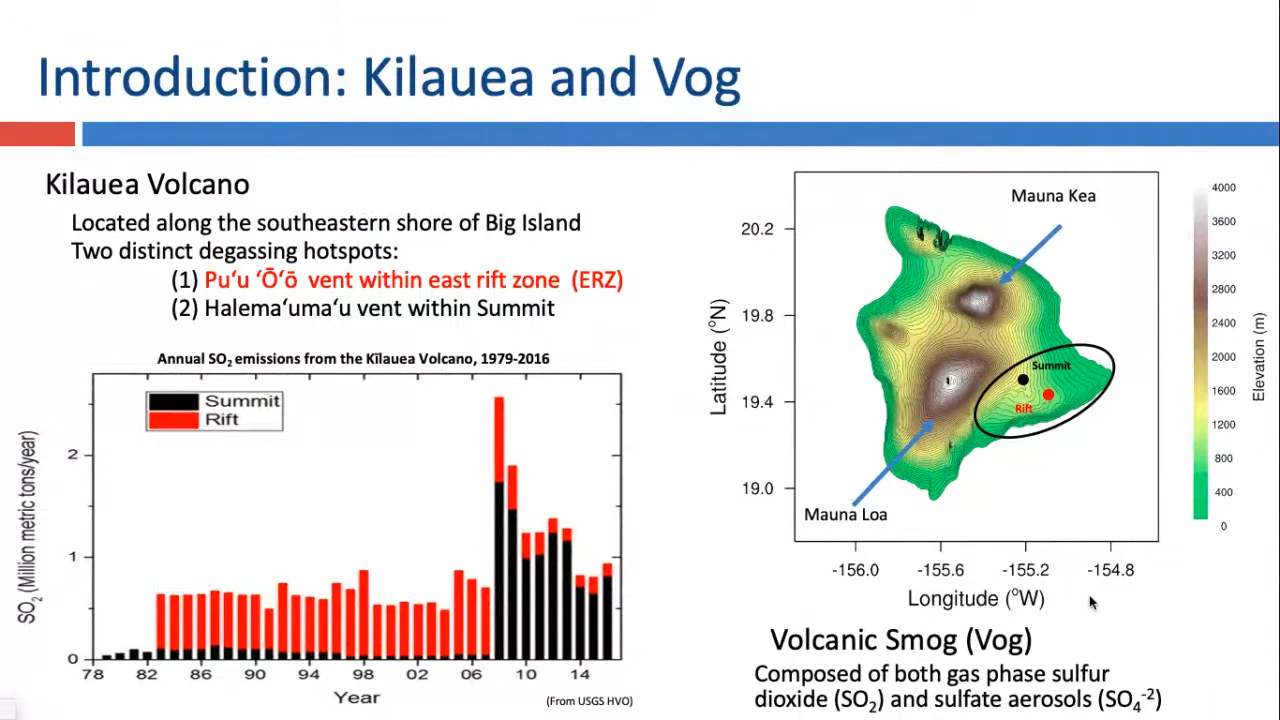 Introduction: Kilauea and Vog
Kilauea Volcano
Located along the southeastern shore of Big Island
Two distinct degassing hotspots:
(1) Puʻu ʻŌʻō vent within east rift zone (ERZ)
(2) Halemaʻumaʻu vent within Summit
Annual SO₂ emissions from the Kīlauea Volcano, 1979-2016
Summit
Rift
SO₂ (Million metric tons/year)
2
1
0
78 82 86 90 94 98 02 06 10 14
Year
(From USGS HVO)
Mauna Kea
Summit
Rift
Mauna Loa
Latitude (°N)
20.2
19.8
19.4
19.0
-156.0 -155.6 -155.2 -154.8
Longitude (°W)
4000
3600
3200
2800
2400
2000
1600
1200
800
400
0
Elevation (m)
Volcanic Smog (Vog)
Composed of both gas phase sulfur
dioxide (SO₂) and sulfate aerosols (SO₄⁻²)